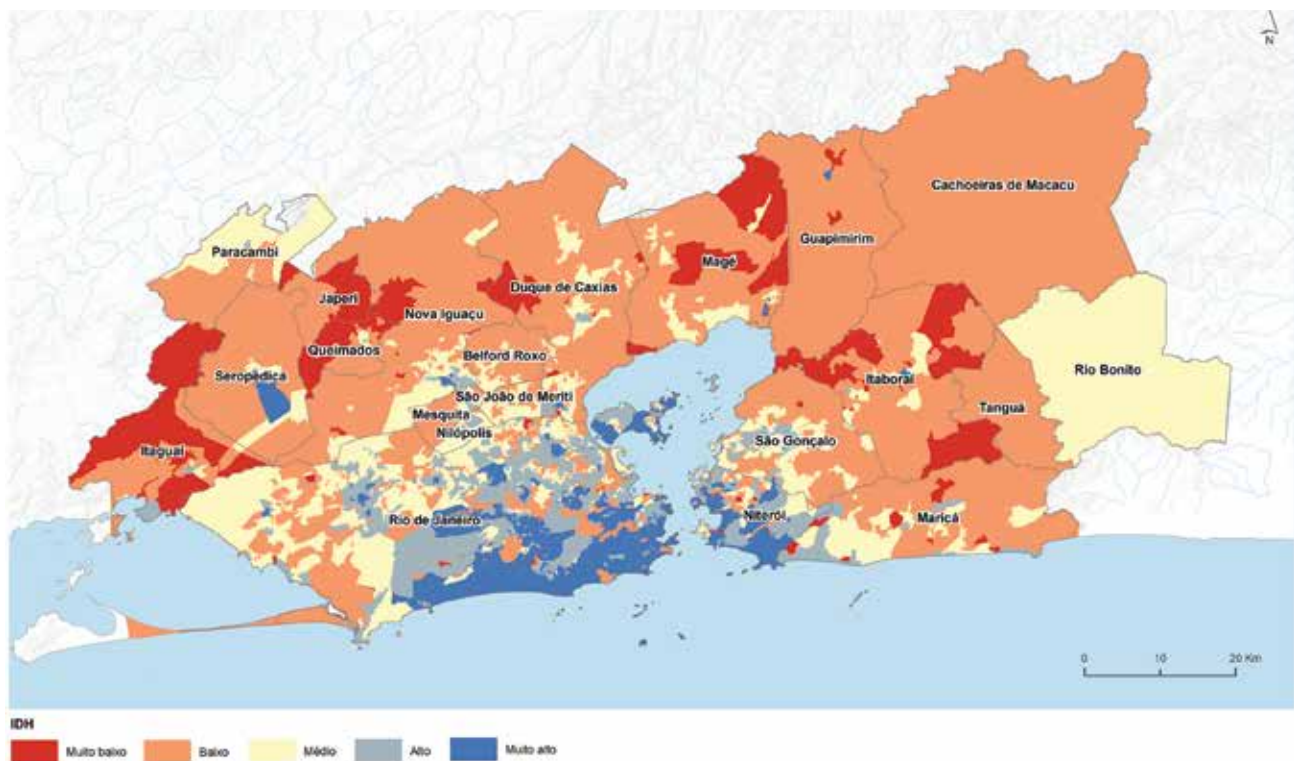 N
Cachoeiras de Macacu
Paracambi
Guapimirim
Magé
Japeri
Duque de Caxias
Nova Iguaçu
Queimados
Belford Roxo
Rio Bonito
Seropédica
Itaboraí
São João de Meriti
Tanguá
Mesquita
Nilópolis
São Gonçalo
Itaguaí
Rio de Janeiro
Niterói
Maricá
0 10 20 Km
IDH
Muito baixo Baixo Médio Alto Muito alto